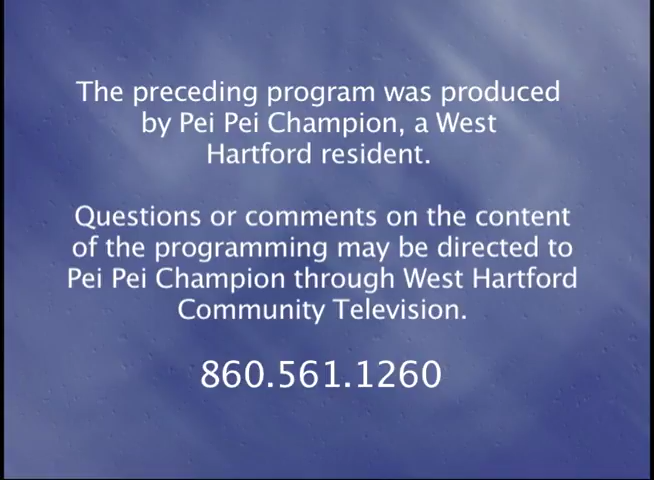 The preceding program was produced
by Pei Pei Champion, a West
Hartford resident.
Questions or comments on the content
of the programming may be directed to
Pei Pei Champion through West Hartford
Community Television.
860.561.1260